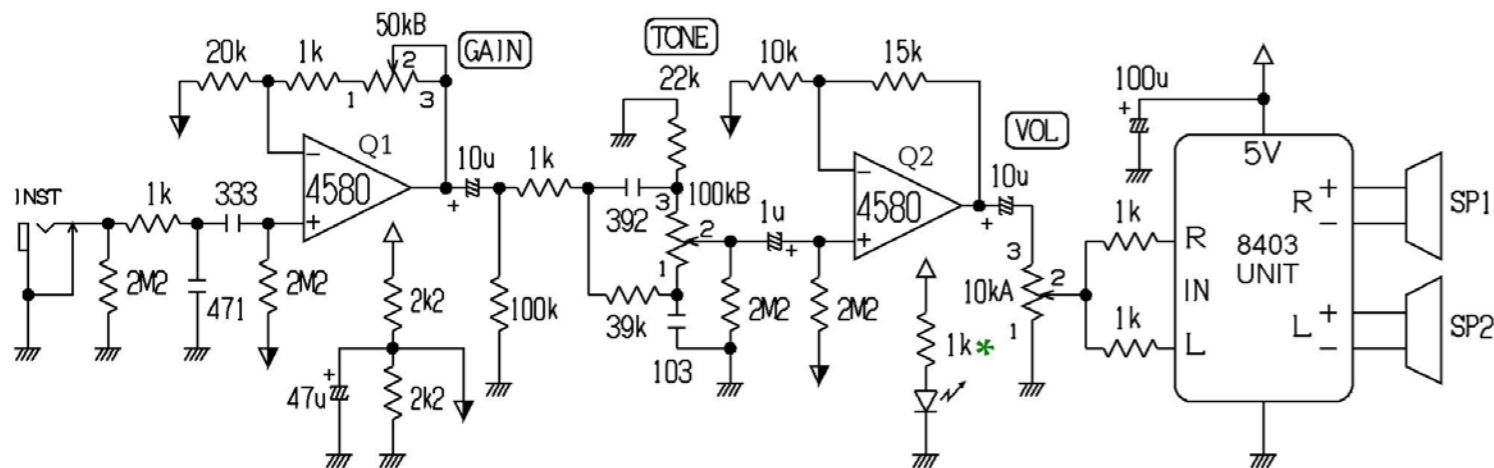 50kB
GAIN
20k
1k
2
1
3
Q1
4580
10u
+
−
+
INST
1k
333
2M2
471
2M2
2k2
2k2
47u
+
100k
TONE
22k
1k
392
100kB
3
2
1
39k
103
1u
+
2M2
2M2
10k
15k
Q2
4580
−
+
VOL
10u
+
3
2
10kA
1
1k*
1k
1k
100u
+
5V
R
IN
L
8403
UNIT
R
+
−
L
+
−
SP1
SP2